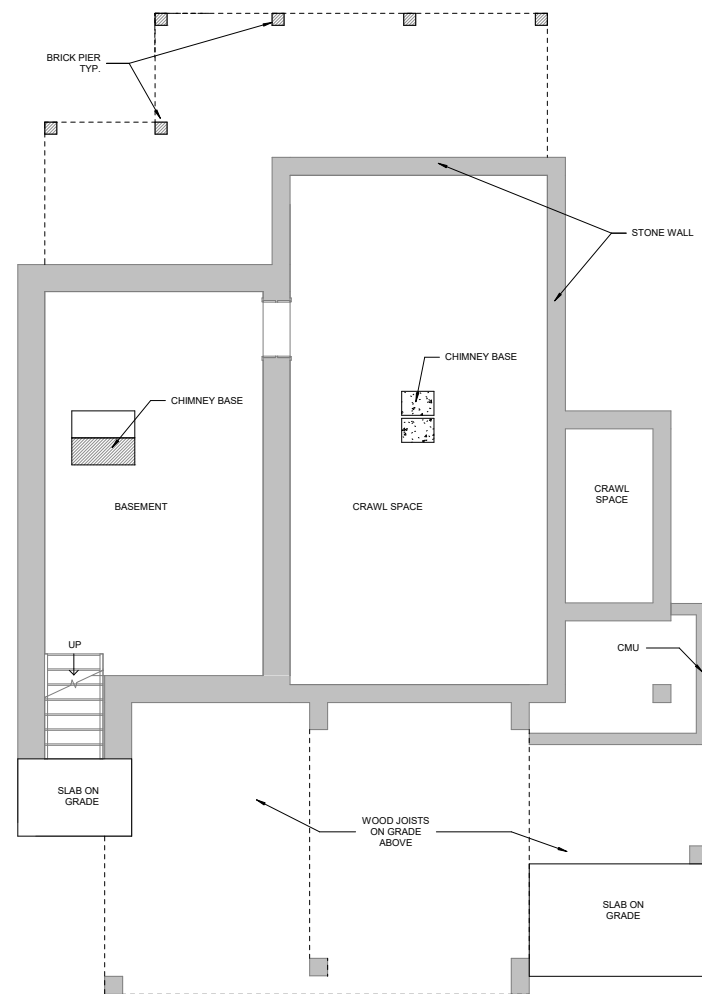 BRICK PIER
TYP.
STONE WALL
CHIMNEY BASE
CHIMNEY BASE
BASEMENT
CRAWL SPACE
CRAWL
SPACE
UP
CMU
SLAB ON
GRADE
WOOD JOISTS
ON GRADE
ABOVE
SLAB ON
GRADE